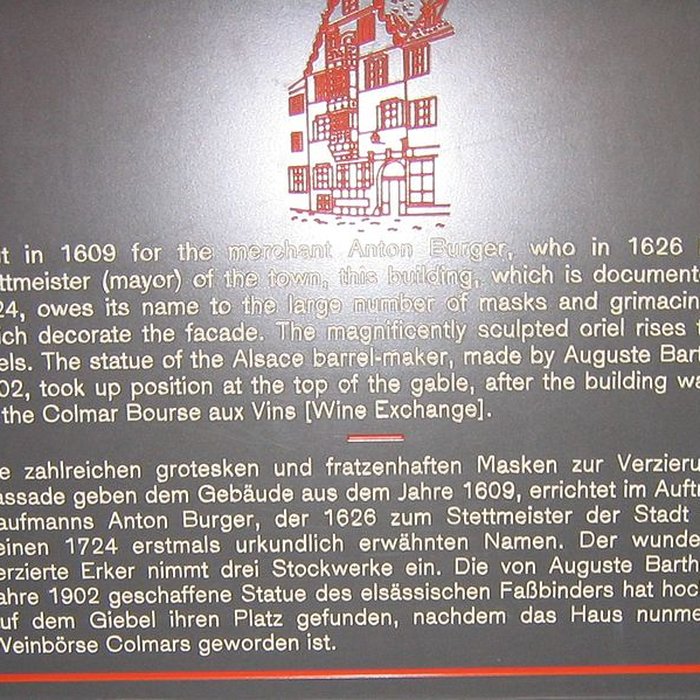 t in 1609 for the merchant Anton Burger, who in 1626
ttmeister (mayor) of the town, this building, which is document
24, owes its name to the large number of masks and grimacin
ich decorate the facade. The magnificently sculpted oriel rises
els. The statue of the Alsace barrel-maker, made by Auguste Bart
02, took up position at the top of the gable, after the building wa
the Colmar Bourse aux Vins [Wine Exchange].
e zahlreichen grotesken und fratzenhaften Masken zur Verzieru
assade geben dem Gebäude aus dem Jahre 1609, errichtet im Auftr
aufmanns Anton Burger, der 1626 zum Stettmeister der Stadt
einen 1724 erstmals urkundlich erwähnten Namen. Der wunde
erzierte Erker nimmt drei Stockwerke ein. Die von Auguste Barth
ahre 1902 geschaffene Statue des elsässischen Faßbinders hat hoc
uf dem Giebel ihren Platz gefunden, nachdem das Haus nunme
Weinbörse Colmars geworden ist.